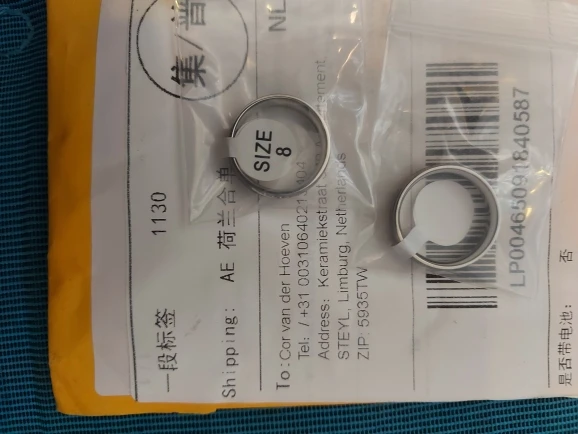 集/普
NL
1130
一段标签
AE 荷兰合单
Shipping:
To: Cor van der Hoeven
Tel: / +31 0031064021
Address: Keramiekstraat
STEYL, Limburg, Netherlands
ZIP: 5935TW
SIZE
8
LP00465091840587
是否带电池: 否